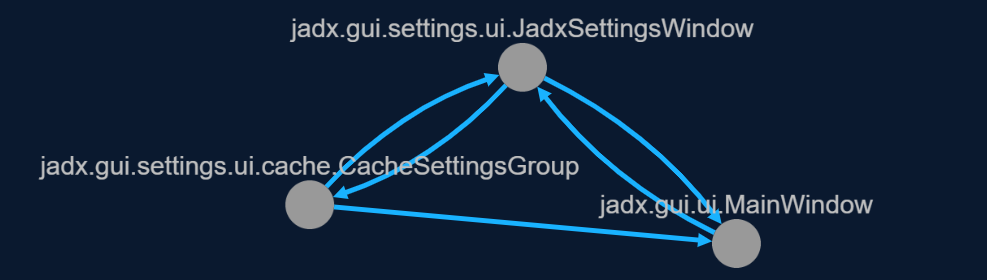 jadx.gui.settings.ui.JadxSettingsWindow
jadx.gui.settings.ui.cache.CacheSettingsGroup
jadx.gui.ui.MainWindow